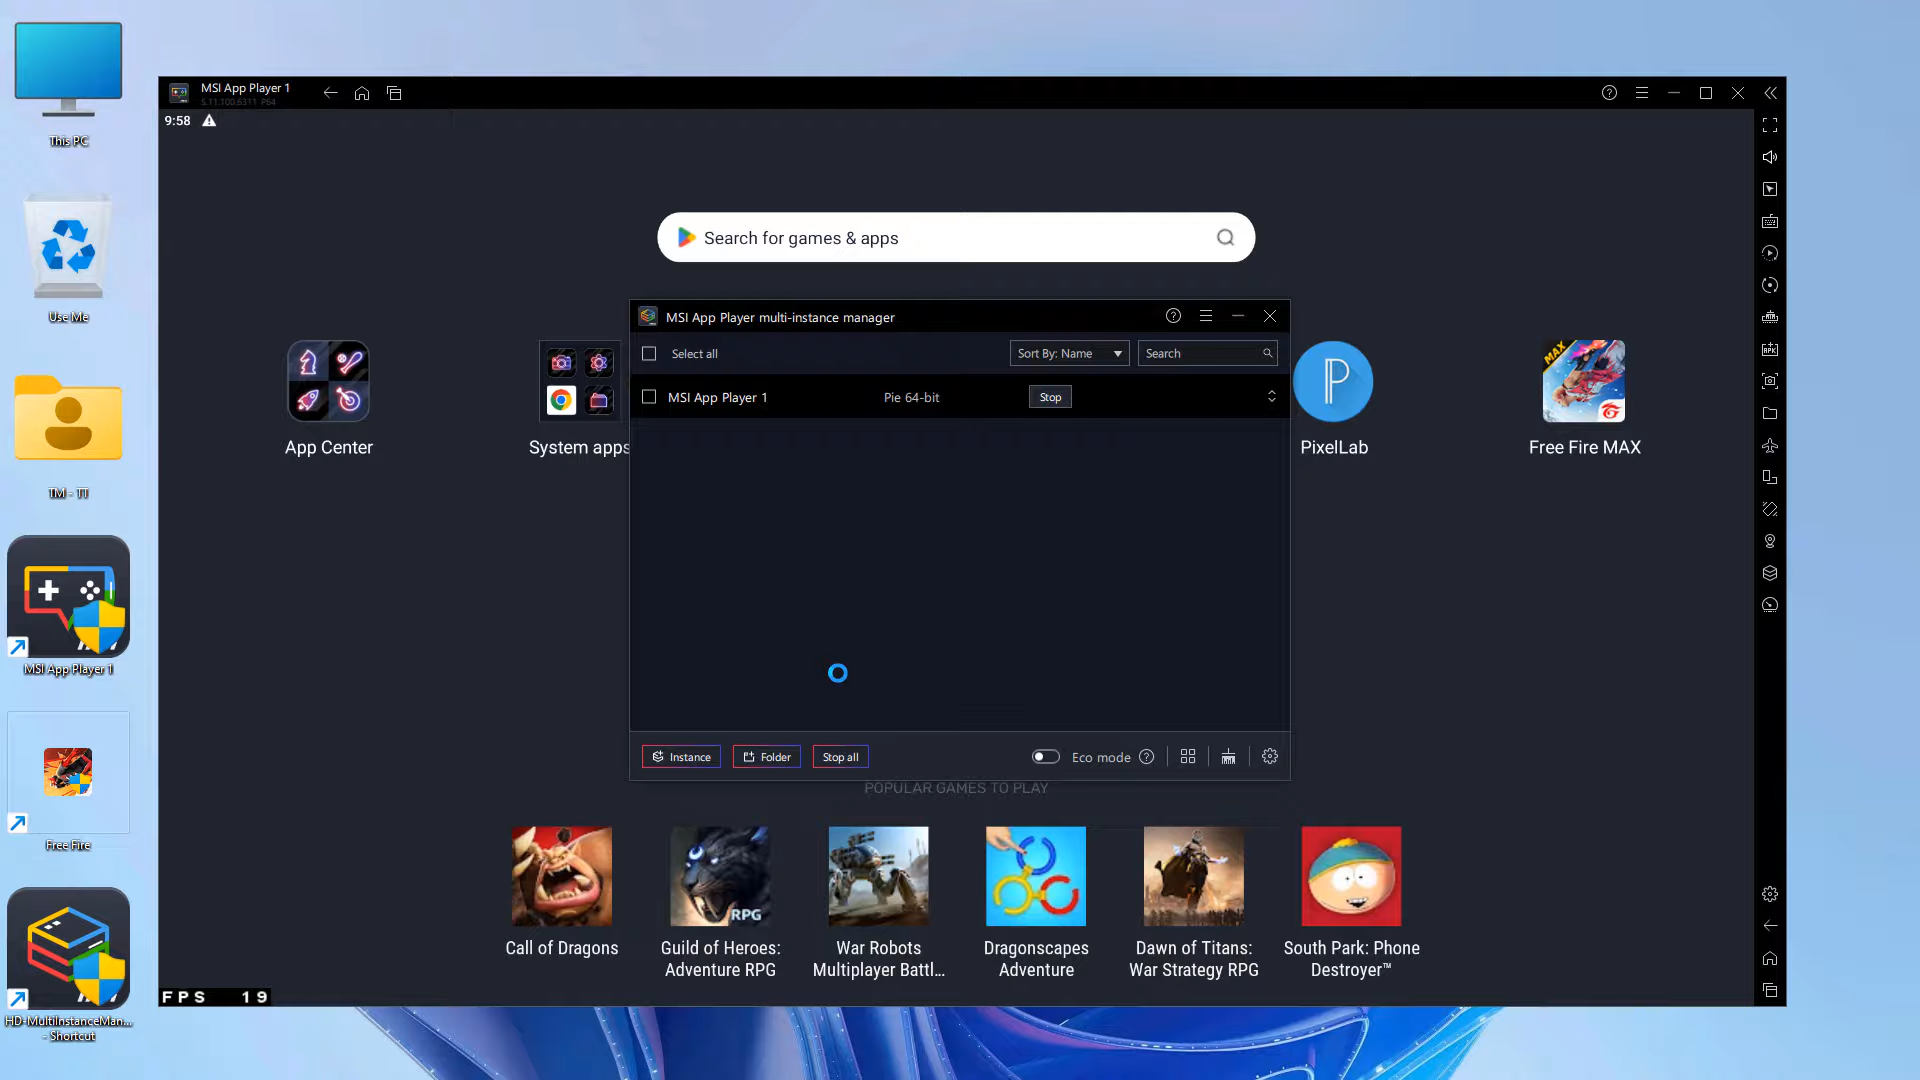 This PC
Use Me
TM - TT
MSI App Player 1
Free Fire
HD-MultiInstanceMan...
- Shortcut
MSI App Player 1
5.11.100.6311 P64
9:58
Search for games & apps
App Center
System apps
PixelLab
MAX
Free Fire MAX
MSI App Player multi-instance manager
Select all
Sort By: Name
Search
MSI App Player 1
Pie 64-bit
Stop
Instance
Folder
Stop all
Eco mode
POPULAR GAMES TO PLAY
RPG
Call of Dragons
Guild of Heroes:
Adventure RPG
War Robots
Multiplayer Battl...
Dragonscapes
Adventure
Dawn of Titans:
War Strategy RPG
South Park: Phone
Destroyer™
FPS 19
APK